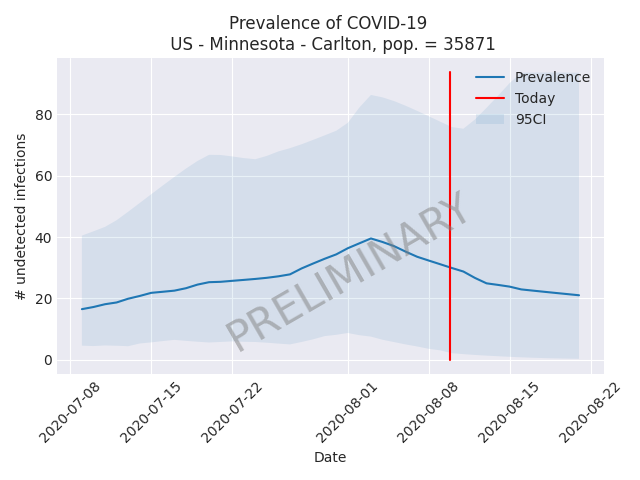 Prevalence of COVID-19
US - Minnesota - Carlton, pop. = 35871
Prevalence
Today
95CI
# undetected infections
80
60
40
20
0
PRELIMINARY
2020-07-08
2020-07-15
2020-07-22
2020-08-01
2020-08-08
2020-08-15
2020-08-22
Date